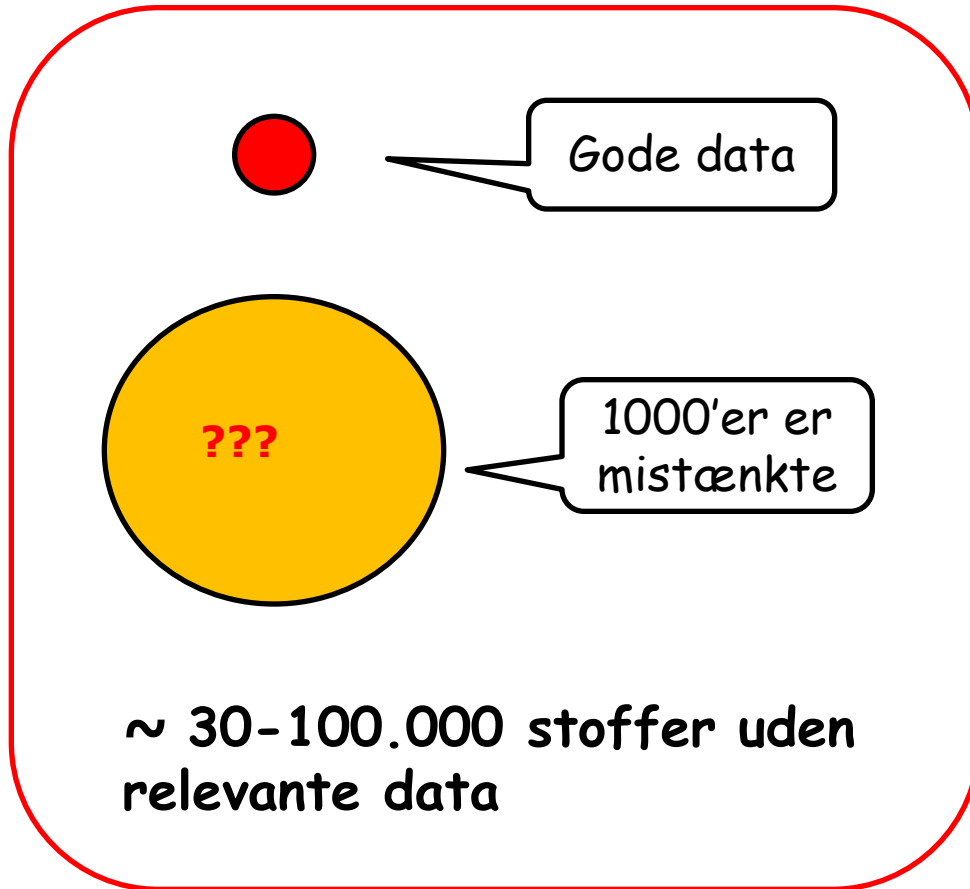 Gode data
???
1000’er er
mistænkte
~ 30-100.000 stoffer uden
relevante data